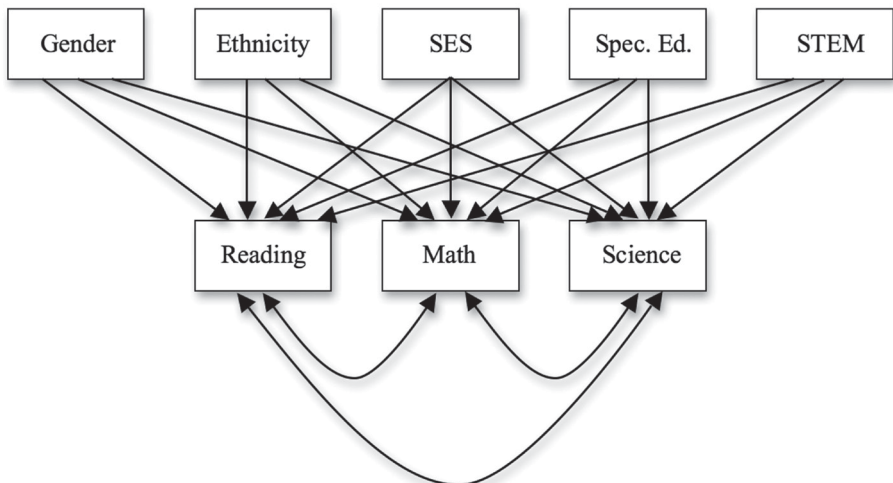 Gender
Ethnicity
SES
Spec. Ed.
STEM
Reading
Math
Science